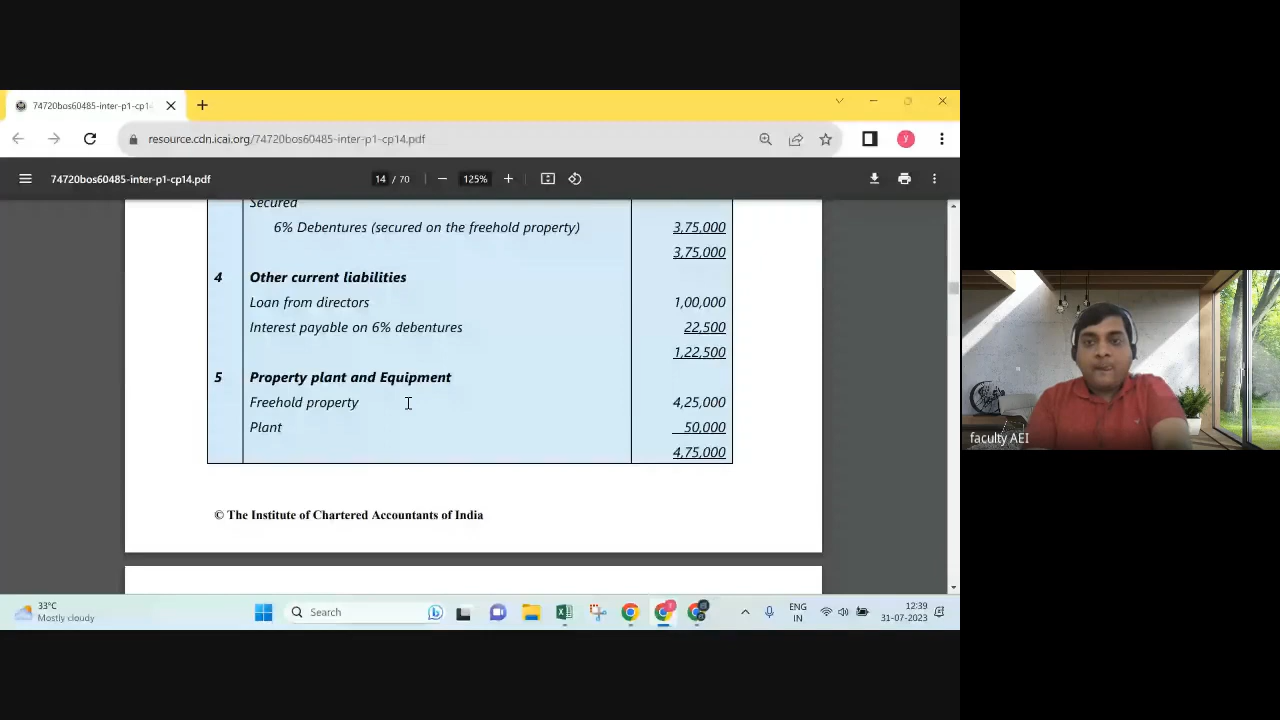 74720bos60485-inter-p1-cp1
resource.cdn.icai.org/74720bos60485-inter-p1-cp14.pdf
y
74720bos60485-inter-p1-cp14.pdf
14 / 70
125%
Secured
6% Debentures (secured on the freehold property) 3,75,000
3,75,000
4 Other current liabilities
Loan from directors 1,00,000
Interest payable on 6% debentures 22,500
1,22,500
5 Property plant and Equipment
Freehold property 4,25,000
Plant 50,000
4,75,000
© The Institute of Chartered Accountants of India
faculty AEI
33°C
Mostly cloudy
Search
ENG
IN
12:39
31-07-2023